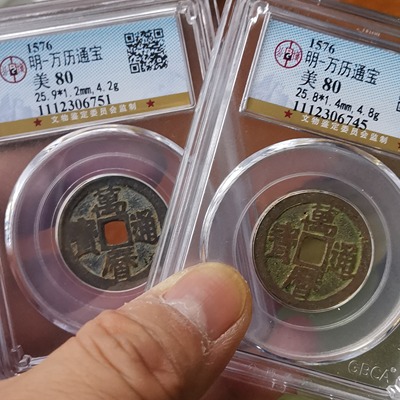 1576
明-万历通宝
美 80
25.9*1.2mm,4.2g
1112306751
文物鉴定委员会监制
萬曆通寶
1576
明-万历通宝
美 80
25.8*1.4mm,4.8g
1112306745
文物鉴定委员会监制
萬曆通寶
GBCA